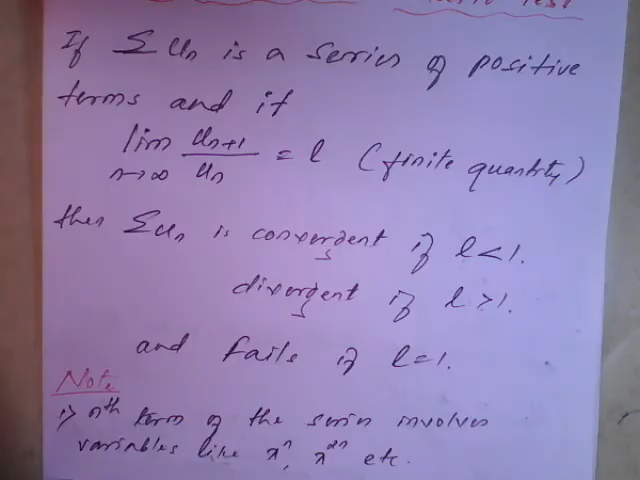 Test
If Σ Un is a series of positive
terms and if
lim n→∞ Un+1/Un = l (finite quantity)
then ΣUn is convergent if l<1.
divergent if l>1.
and fails if l=1.
Note
1> nth term of the series involves
variables like x^n, x^2n etc.